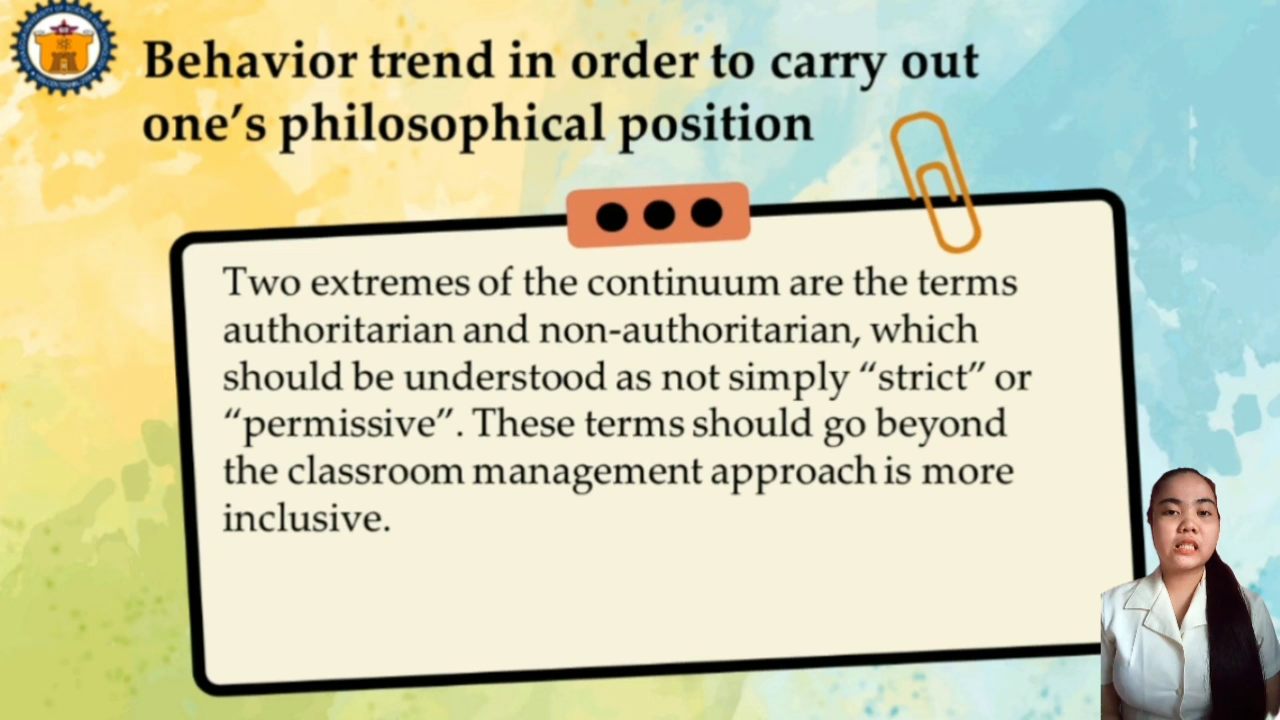 Behavior trend in order to carry out
one’s philosophical position
Two extremes of the continuum are the terms
authoritarian and non-authoritarian, which
should be understood as not simply “strict” or
“permissive”. These terms should go beyond
the classroom management approach is more
inclusive.